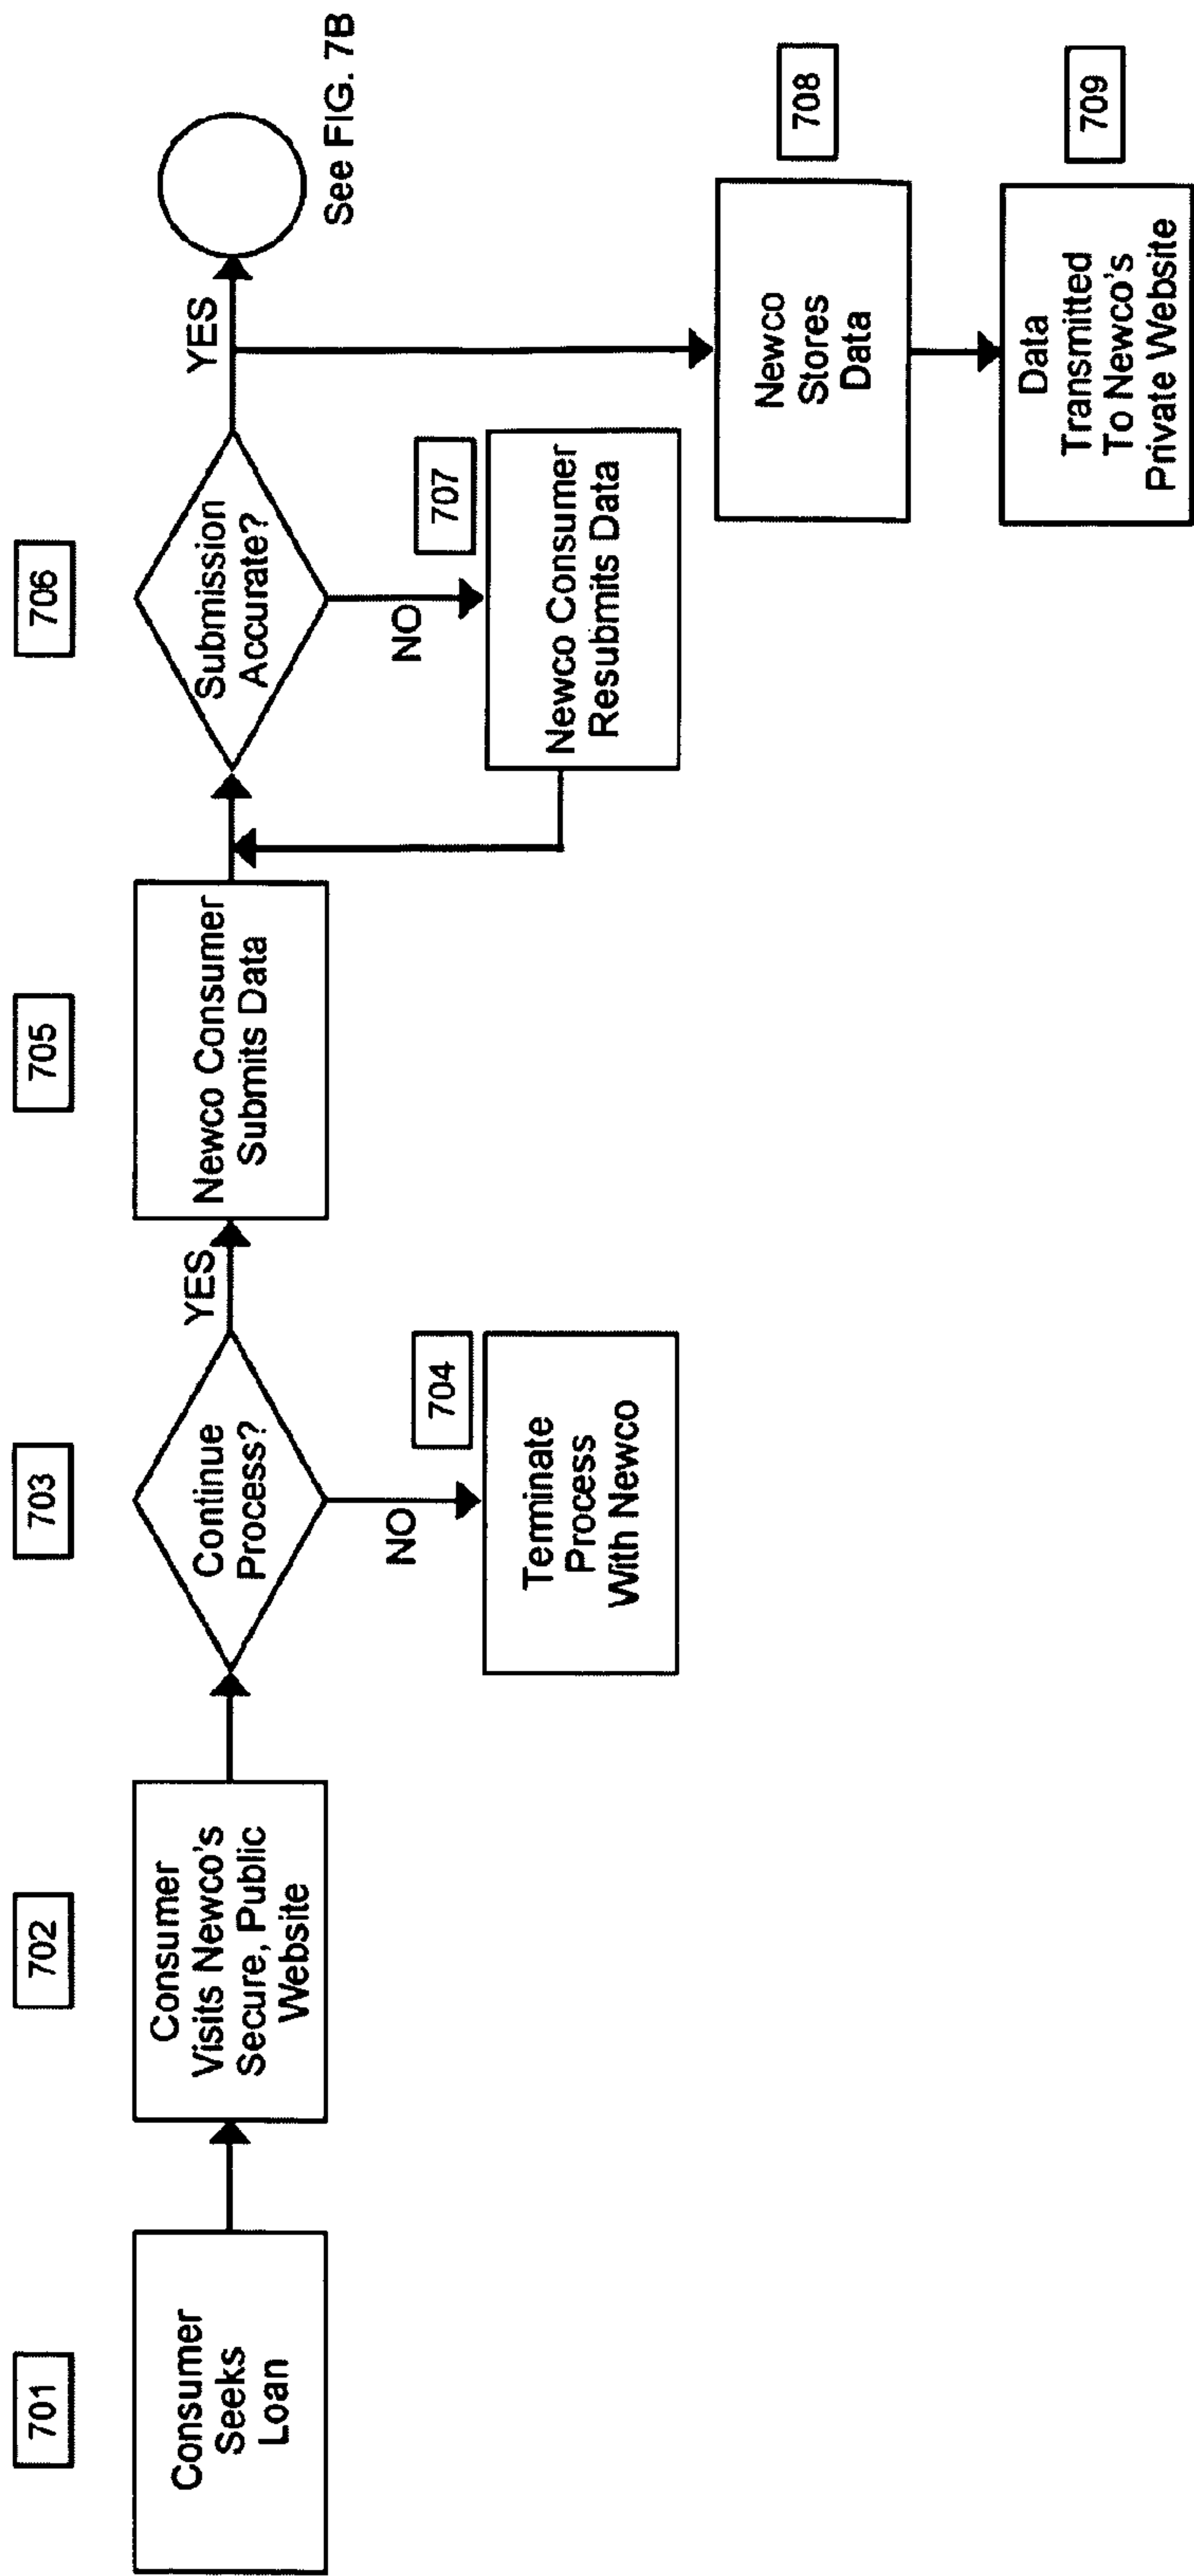 701
Consumer
Seeks
Loan
702
Consumer
Visits Newco's
Secure, Public
Website
703
Continue
Process?
YES
NO
704
Terminate
Process
With Newco
705
Newco Consumer
Submits Data
706
Submission
Accurate?
YES
NO
707
Newco Consumer
Resubmits Data
See FIG. 7B
708
Newco
Stores
Data
709
Data
Transmitted
To Newco's
Private Website